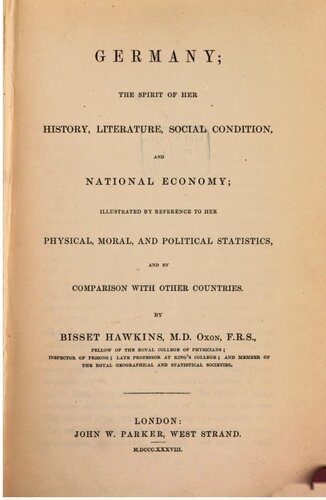 GERMANY;
THE SPIRIT OF HER
HISTORY, LITERATURE, SOCIAL CONDITION,
AND
NATIONAL ECONOMY;
ILLUSTRATED BY REFERENCE TO HER
PHYSICAL, MORAL, AND POLITICAL STATISTICS,
AND BY
COMPARISON WITH OTHER COUNTRIES.
BY
BISSET HAWKINS, M.D. OXON, F.R.S.,
FELLOW OF THE ROYAL COLLEGE OF PHYSICIANS;
INSPECTOR OF PRISONS; LATE PROFESSOR AT KING'S COLLEGE; AND MEMBER OF
THE ROYAL GEOGRAPHICAL AND STATISTICAL SOCIETIES.
LONDON:
JOHN W. PARKER, WEST STRAND.
M.DCCC.XXXVIII.